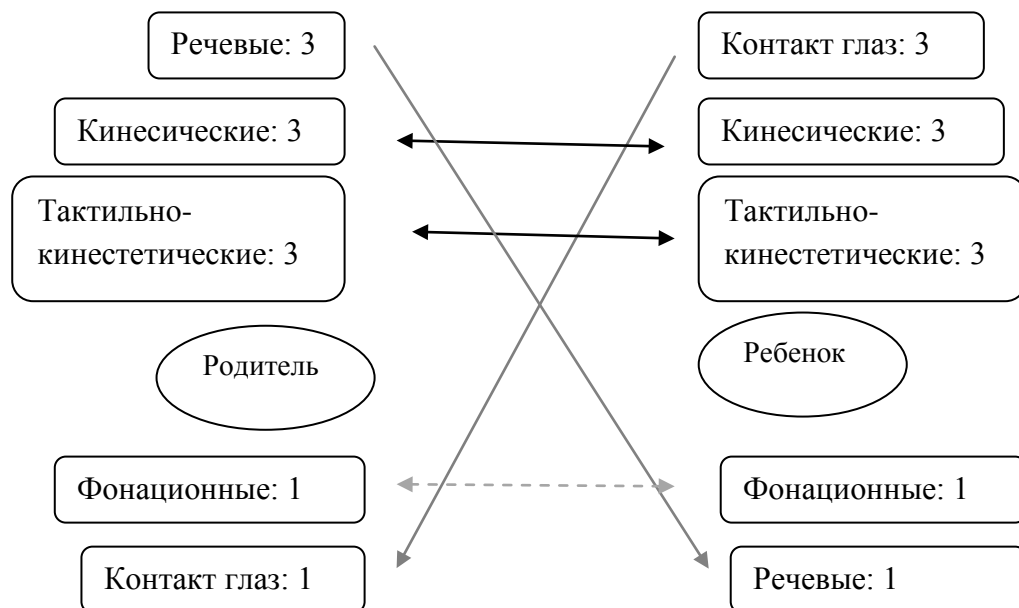 Речевые: 3
Контакт глаз: 3
Кинесические: 3
Кинесические: 3
Тактильно-
кинестетические: 3
Тактильно-
кинестетические: 3
Родитель
Ребенок
Фонационные: 1
Фонационные: 1
Контакт глаз: 1
Речевые: 1